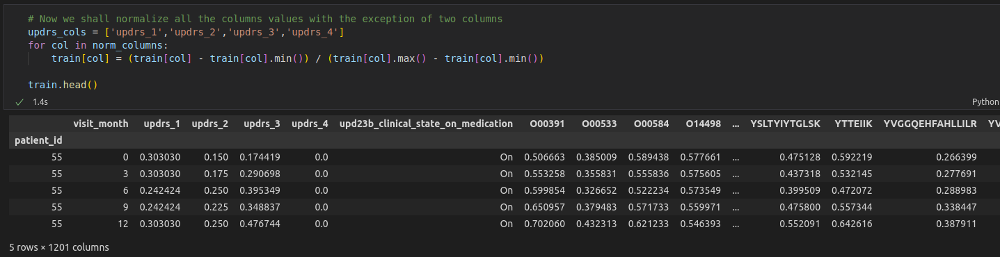 # Now we shall normalize all the columns values with the exception of two columns
updrs_cols = ['updrs_1','updrs_2','updrs_3','updrs_4']
for col in norm_columns:
    train[col] = (train[col] - train[col].min()) / (train[col].max() - train[col].min())
train.head()
✓ 1.4s Python
visit_month updrs_1 updrs_2 updrs_3 updrs_4 upd23b_clinical_state_on_medication O00391 O00533 O00584 O14498 ... YSLTYIYTGLSK YTTEIIK YVGGQEHFAHLLILR YV
patient_id
55 0 0.303030 0.150 0.174419 0.0 On 0.506663 0.385009 0.589438 0.577661 ... 0.475128 0.592219 0.266399
55 3 0.303030 0.175 0.290698 0.0 On 0.553258 0.355831 0.555836 0.575605 ... 0.437318 0.532145 0.277691
55 6 0.242424 0.250 0.395349 0.0 On 0.599854 0.326652 0.522234 0.573549 ... 0.399509 0.472072 0.288983
55 9 0.242424 0.225 0.348837 0.0 On 0.650957 0.379483 0.571733 0.559971 ... 0.475800 0.557344 0.338447
55 12 0.303030 0.250 0.476744 0.0 On 0.702060 0.432313 0.621233 0.546393 ... 0.552091 0.642616 0.387911
5 rows × 1201 columns